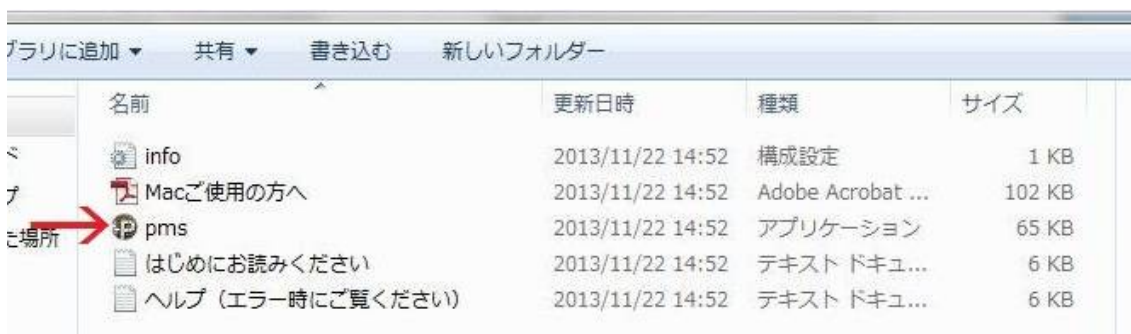 ブラリに追加 ▼ 共有 ▼ 書き込む 新しいフォルダー
名前 更新日時 種類 サイズ
info 2013/11/22 14:52 構成設定 1 KB
Macご使用の方へ 2013/11/22 14:52 Adobe Acrobat ... 102 KB
pms 2013/11/22 14:52 アプリケーション 65 KB
た場所
はじめにお読みください 2013/11/22 14:52 テキスト ドキュ... 6 KB
ヘルプ（エラー時にご覧ください） 2013/11/22 14:52 テキスト ドキュ... 6 KB